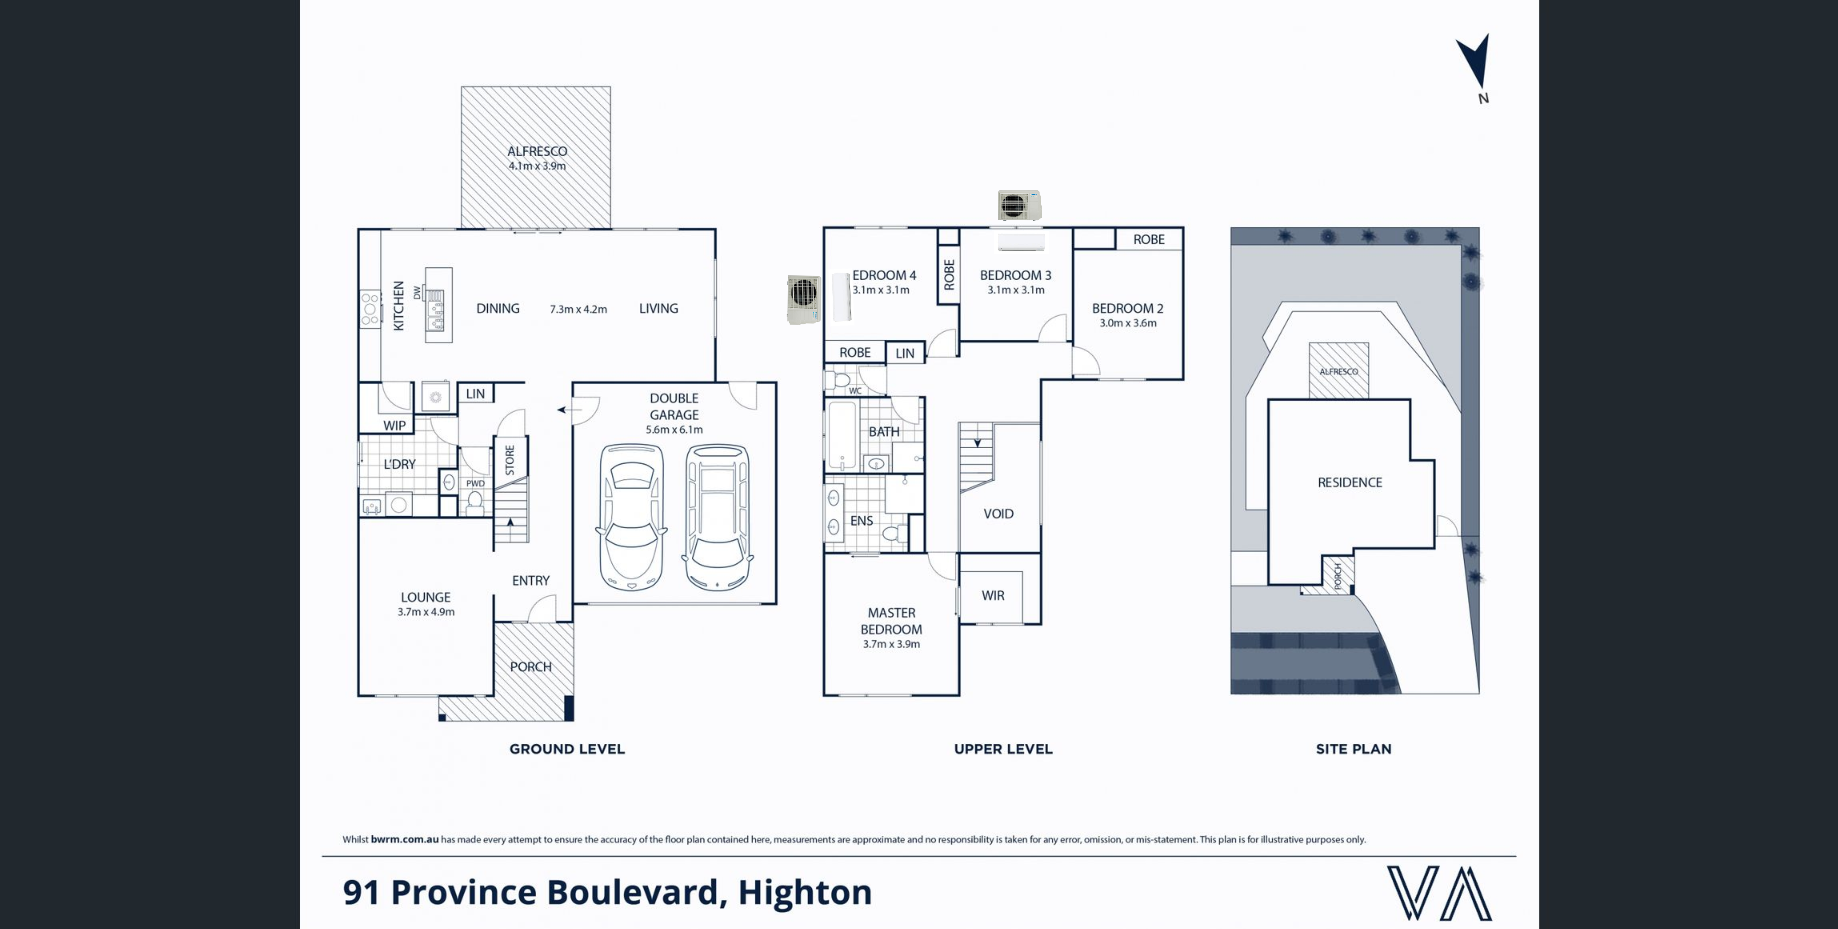 N
ALFRESCO
4.1m x 3.9m
KITCHEN
DW
DINING
7.3m x 4.2m
LIVING
WIP
LIN
L'DRY
PWD
STORE
DOUBLE
GARAGE
5.6m x 6.1m
LOUNGE
3.7m x 4.9m
ENTRY
PORCH
GROUND LEVEL
EDROOM 4
3.1m x 3.1m
ROBE
BEDROOM 3
3.1m x 3.1m
ROBE
BEDROOM 2
3.0m x 3.6m
ROBE
LIN
WC
BATH
ENS
VOID
MASTER
BEDROOM
3.7m x 3.9m
WIR
UPPER LEVEL
ALFRESCO
RESIDENCE
PORCH
SITE PLAN
Whilst bwrm.com.au has made every attempt to ensure the accuracy of the floor plan contained here, measurements are approximate and no responsibility is taken for any error, omission, or mis-statement. This plan is for illustrative purposes only.
91 Province Boulevard, Highton
VA